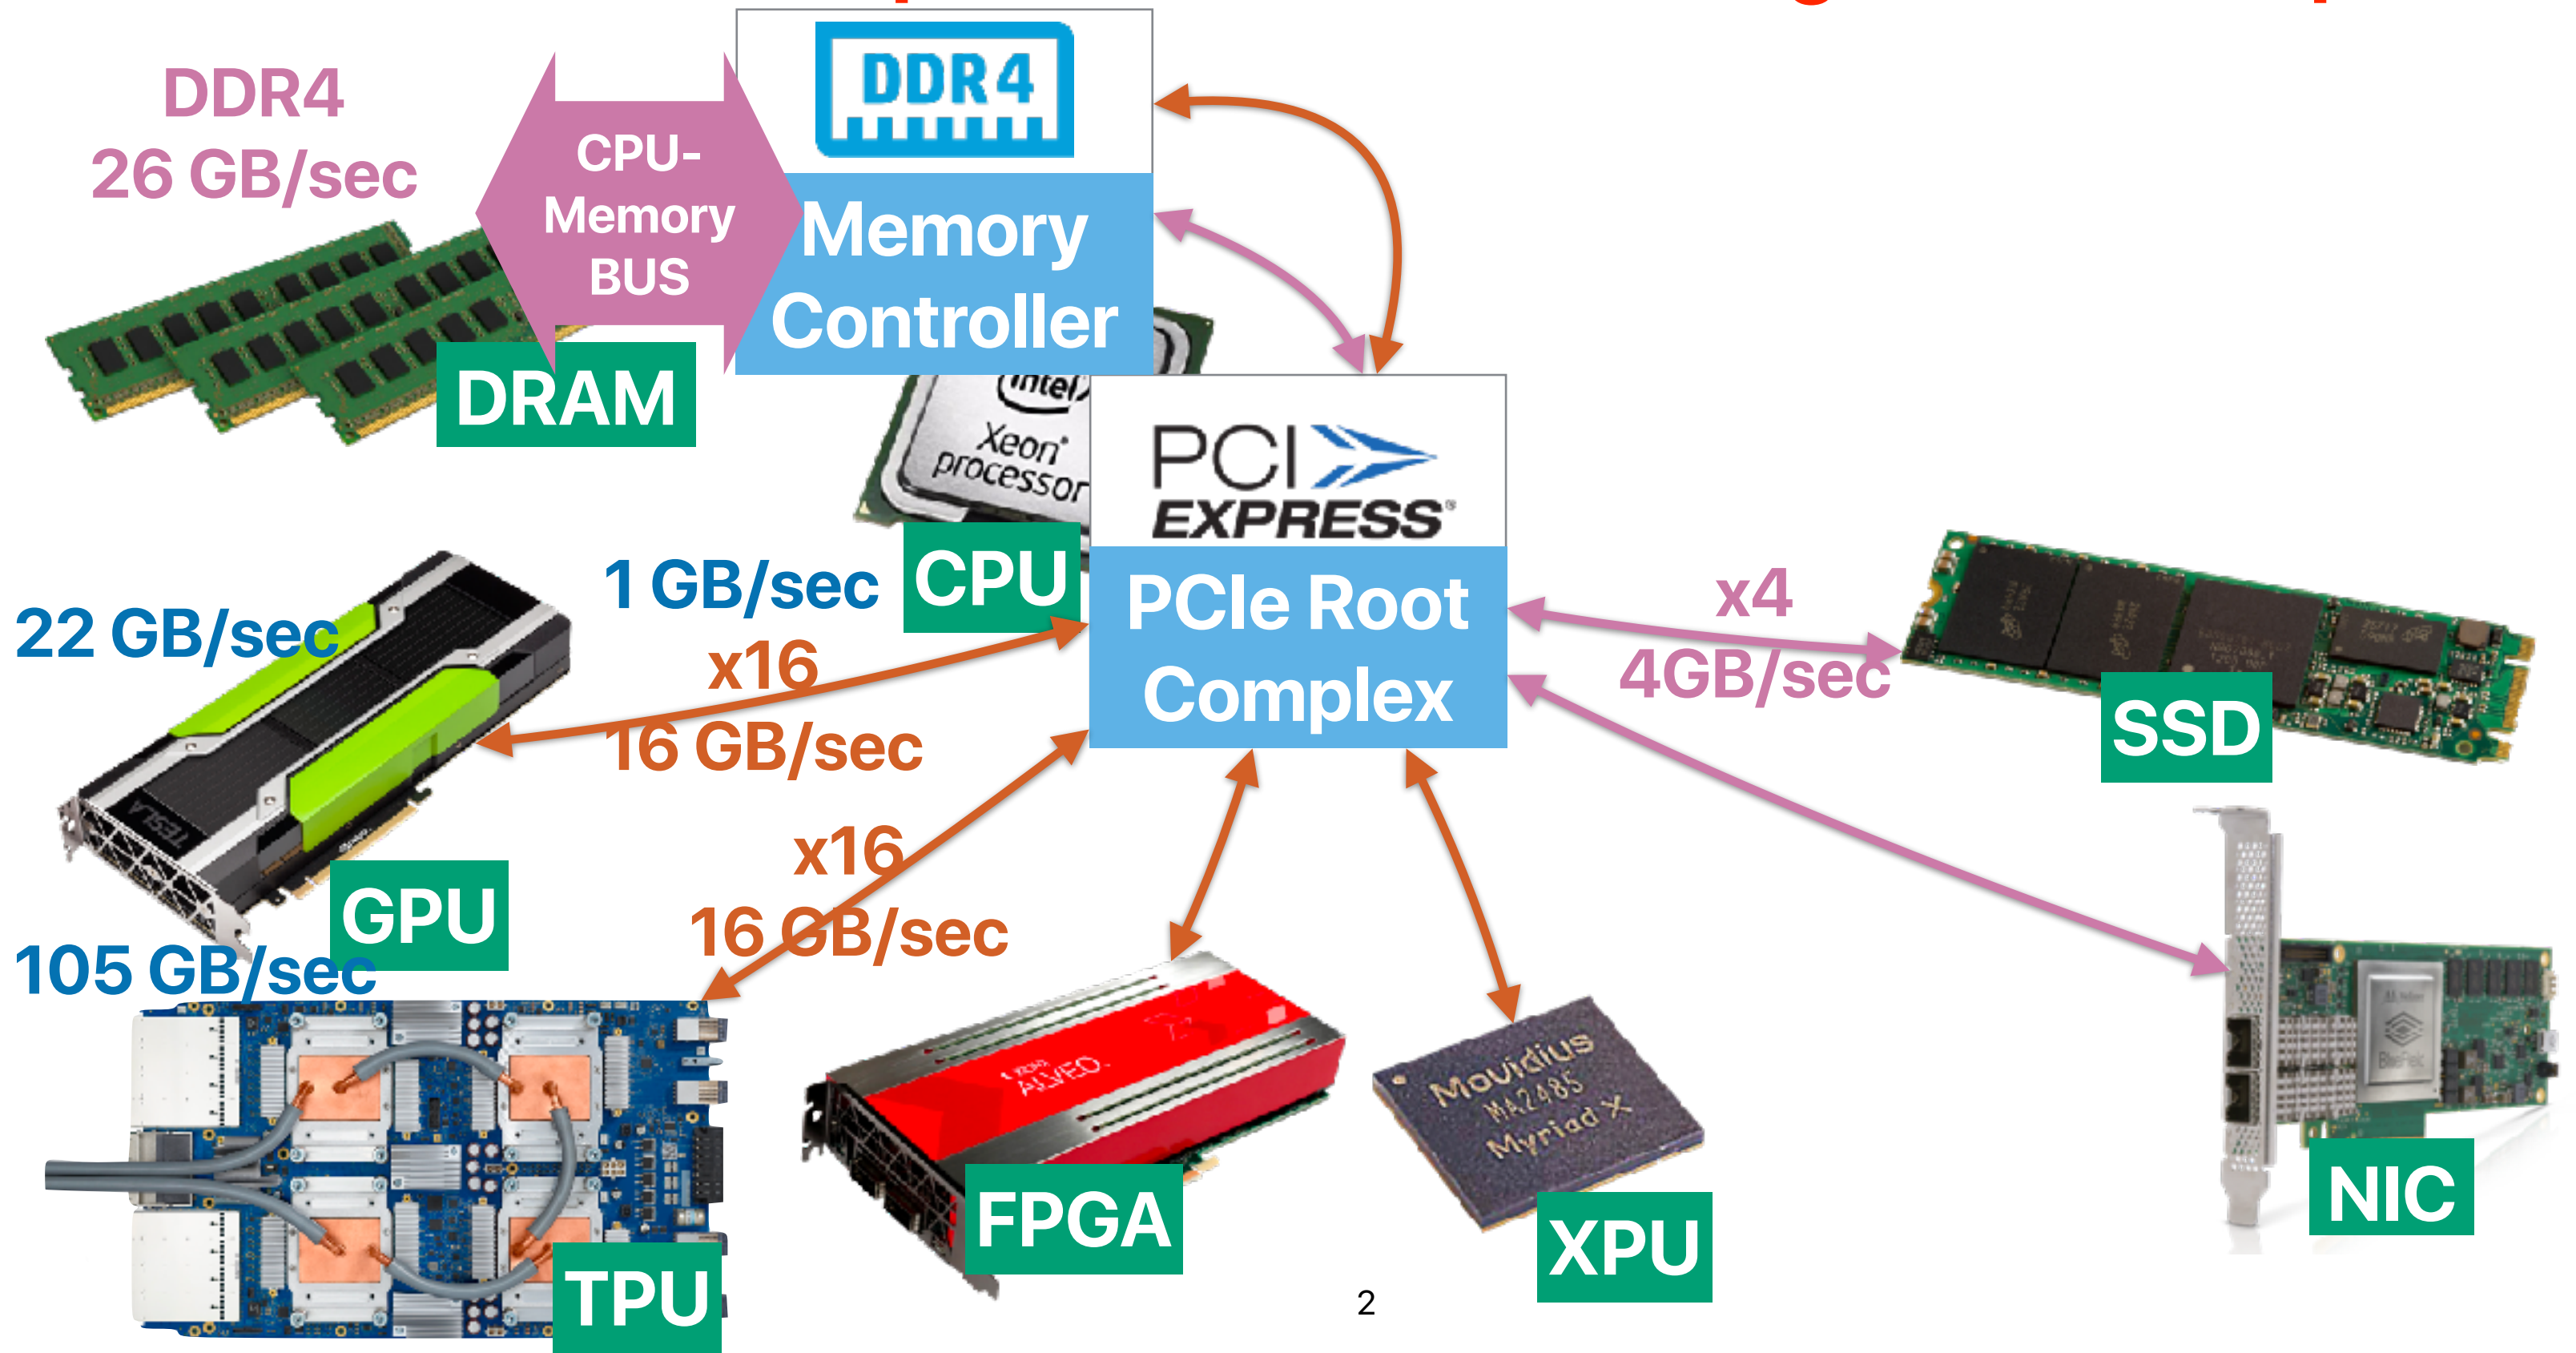 DDR4
26 GB/sec
CPU-
Memory
BUS
DDR4
Memory
Controller
DRAM
intel
Xeon®
processor
CPU
PCI
EXPRESS®
PCIe Root
Complex
1 GB/sec
x16
16 GB/sec
22 GB/sec
TESLA
GPU
x16
16 GB/sec
105 GB/sec
TPU
x4
4GB/sec
SSD
ALVEO.
FPGA
Movidius
MA2485
Myriad X
XPU
NIC
2